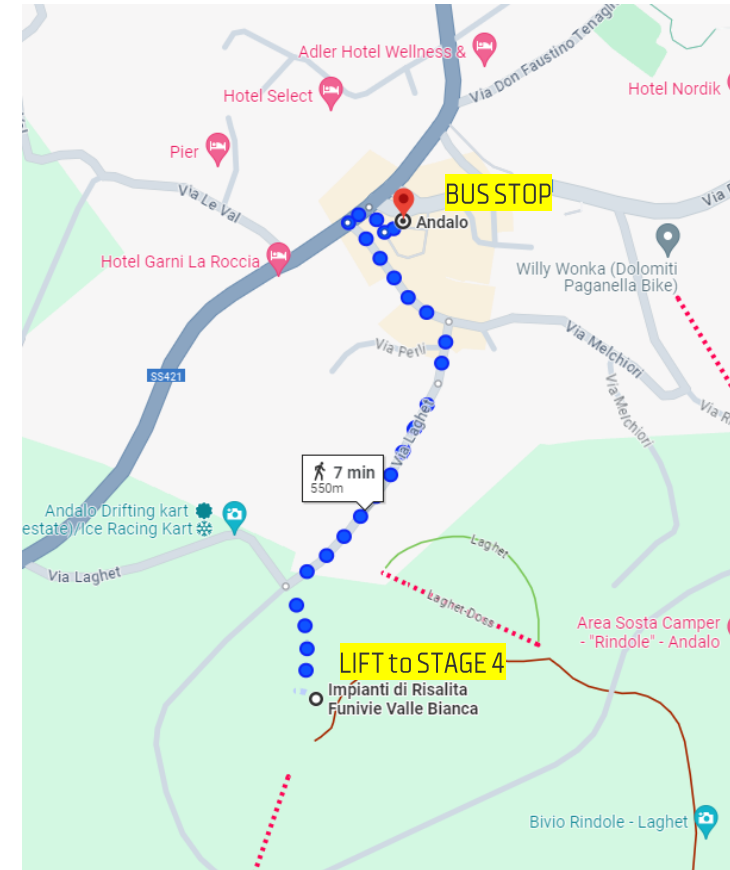 Adler Hotel Wellness &
Via Don Faustino Tenagli
Hotel Select
Hotel Nordik
Pier
Via Le Val
BUS STOP
Andalo
Hotel Garni La Roccia
Willy Wonka (Dolomiti
Paganella Bike)
Via Perli
Via Melchiori
SS421
Via Melchiori
Via Laghet
7 min
550m
Andalo Drifting kart
estate)/Ice Racing Kart
Via Laghet
Laghet
Laghet-Doss
Area Sosta Camper
- "Rindole" - Andalo
LIFT to STAGE 4
Impianti di Risalita
Funivie Valle Bianca
Bivio Rindole - Laghet